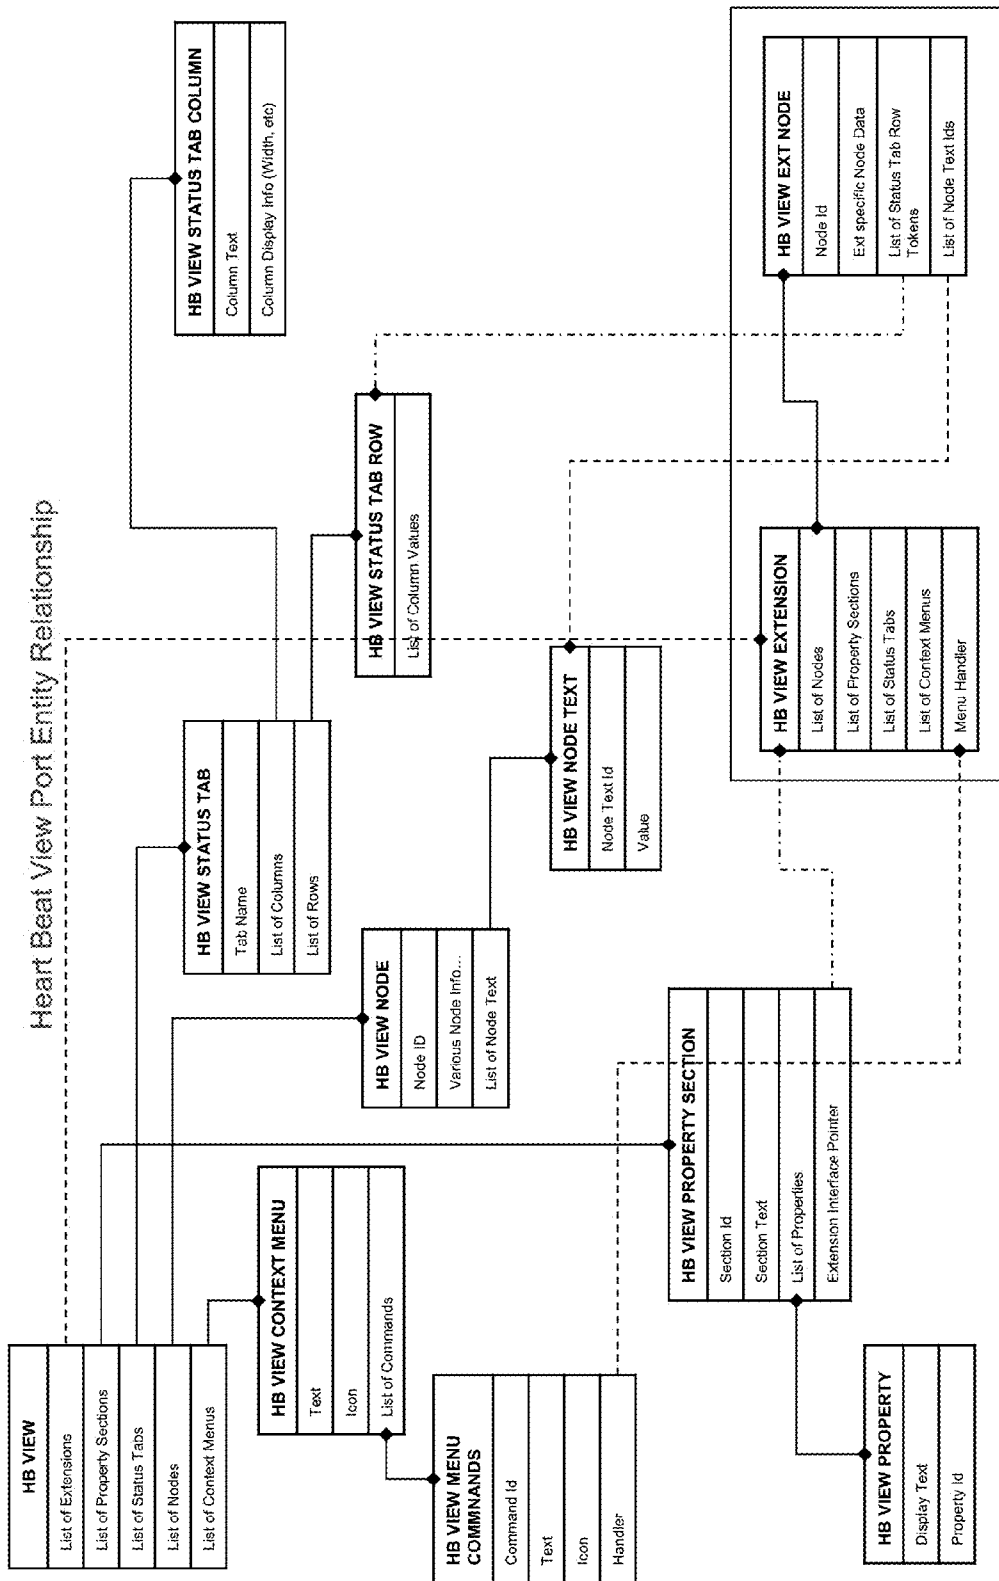 Heart Beat View Port Entity Relationship
HB VIEW
List of Extensions
List of Property Sections
List of Status Tabs
List of Nodes
List of Context Menus
HB VIEW CONTEXT MENU
Text
Icon
List of Commands
HB VIEW MENU
COMMNANDS
Command Id
Text
Icon
Handler
HB VIEW PROPERTY
Display Text
Property Id
HB VIEW PROPERTY SECTION
Section Id
Section Text
List of Properties
Extension Interface Pointer
HB VIEW NODE
Node ID
Various Node Info...
List of Node Text
HB VIEW STATUS TAB
Tab Name
List of Columns
List of Rows
HB VIEW NODE TEXT
Node Text Id
Value
HB VIEW STATUS TAB ROW
List of Column Values
HB VIEW STATUS TAB COLUMN
Column Text
Column Display Info (Width, etc)
HB VIEW EXTENSION
List of Nodes
List of Property Sections
List of Status Tabs
List of Context Menus
Menu Handler
HB VIEW EXT NODE
Node Id
Ext specific Node Data
List of Status Tab Row
Tokens
List of Node Text Ids